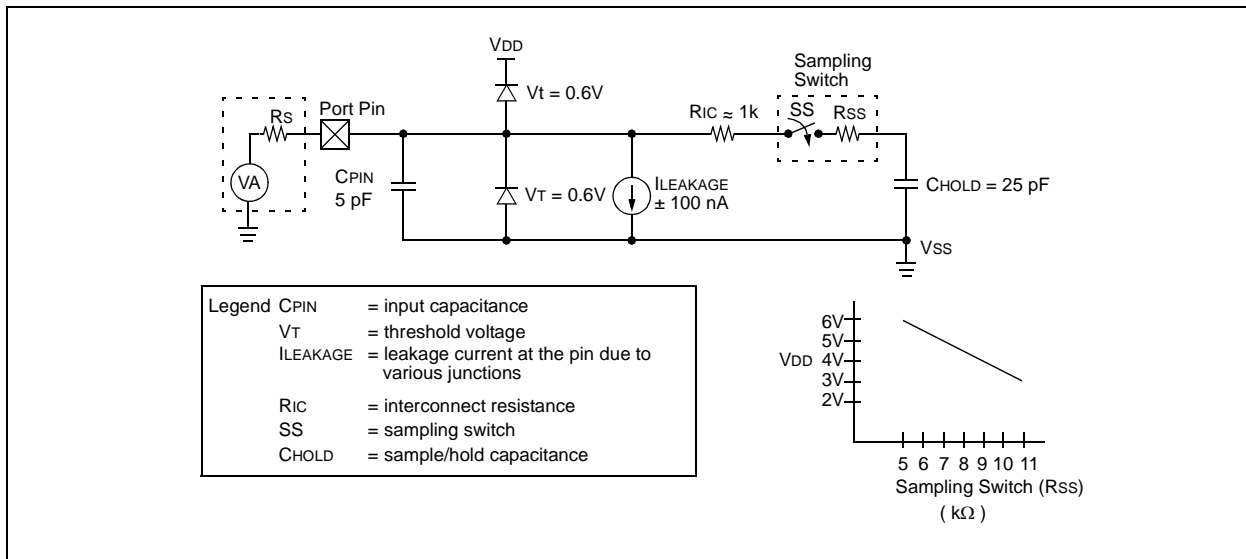 VDD
Sampling
Switch
Vt = 0.6V
RS
Port Pin
RIC ≈ 1k
SS
RSS
VA
CPIN
5 pF
VT = 0.6V
ILEAKAGE
± 100 nA
CHOLD = 25 pF
VSS
Legend CPIN = input capacitance
VT = threshold voltage
ILEAKAGE = leakage current at the pin due to
various junctions
RIC = interconnect resistance
SS = sampling switch
CHOLD = sample/hold capacitance
6V
5V
VDD 4V
3V
2V
5 6 7 8 9 10 11
Sampling Switch (RSS)
( kΩ )